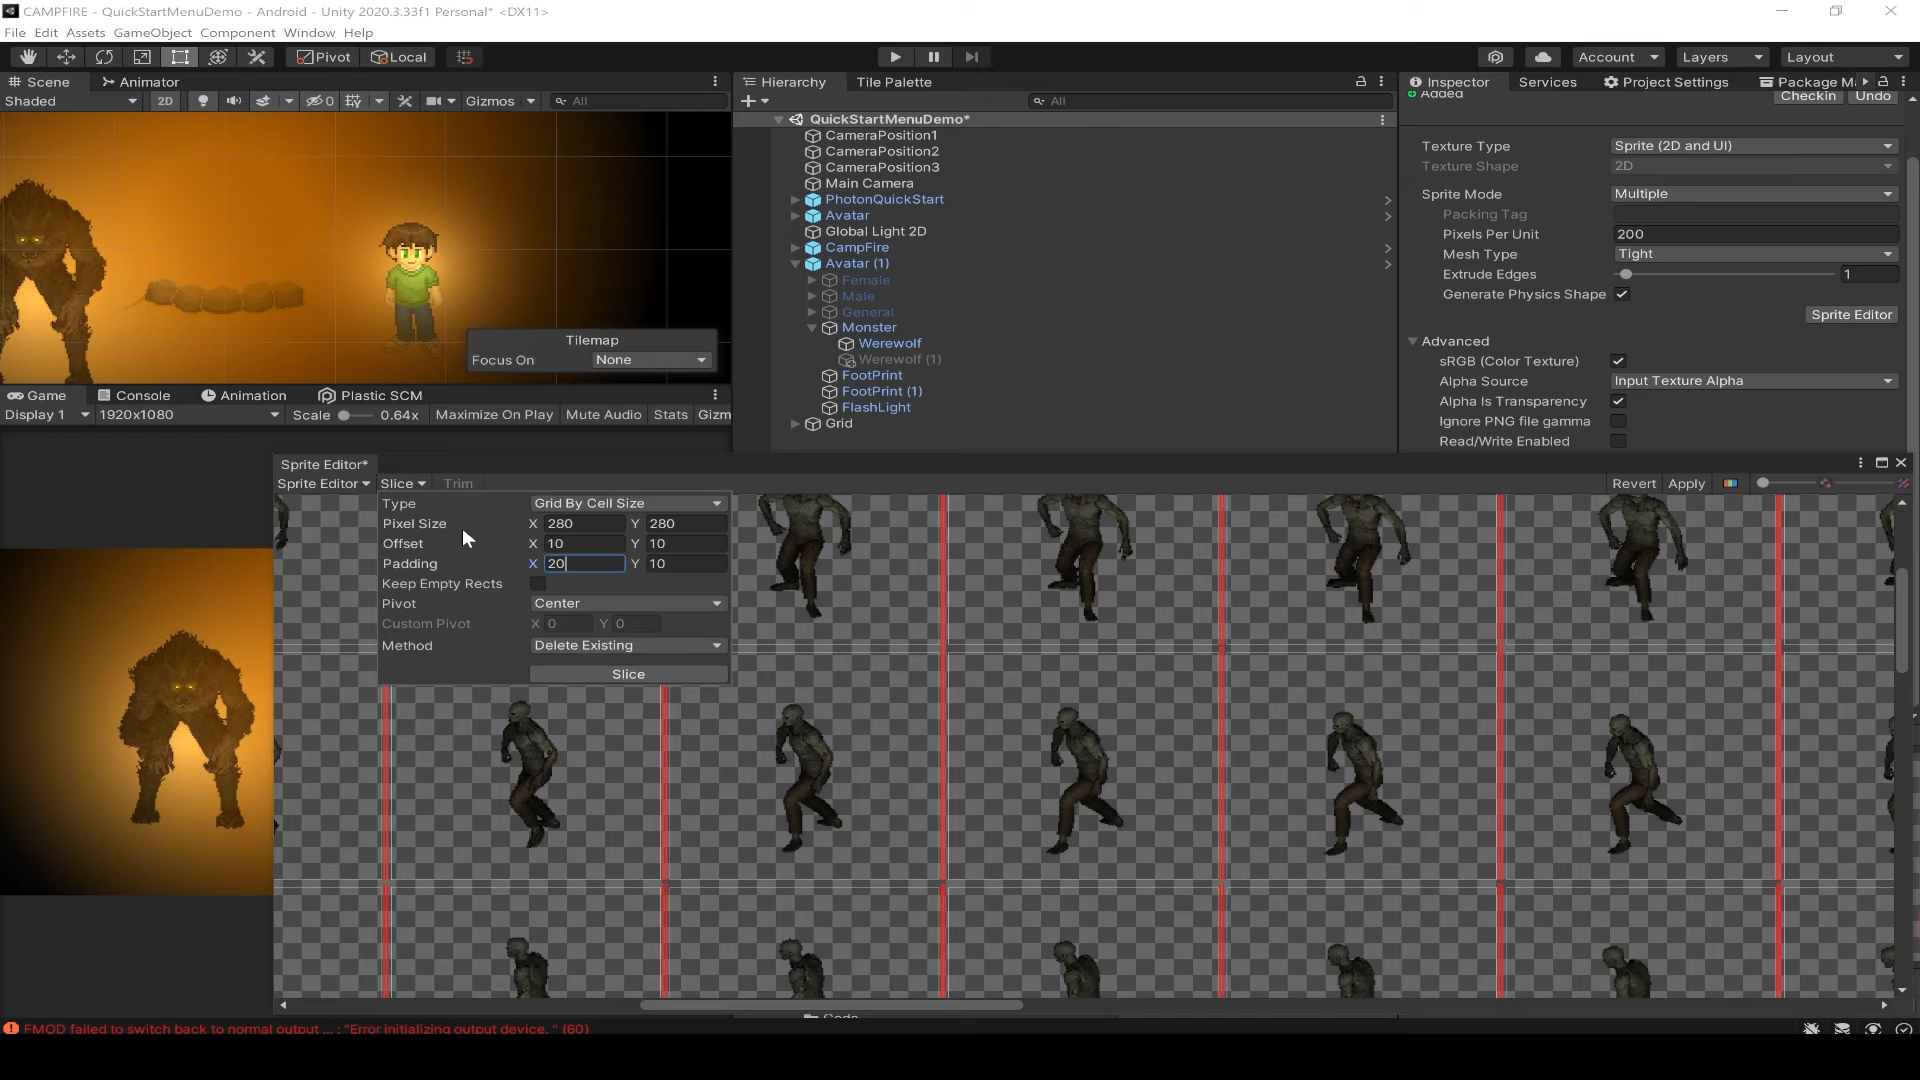 CAMPFIRE - QuickStartMenuDemo - Android - Unity 2020.3.33f1 Personal* <DX11>
File Edit Assets GameObject Component Window Help
Pivot Local Account Layers Layout
Scene Animator
Shaded 2D 0 Gizmos All
Tilemap
Focus On None
Game Console Animation Plastic SCM
Display 1 1920x1080 Scale 0.64x Maximize On Play Mute Audio Stats Gizm
Hierarchy Tile Palette
All
QuickStartMenuDemo*
CameraPosition1
CameraPosition2
CameraPosition3
Main Camera
PhotonQuickStart
Avatar
Global Light 2D
CampFire
Avatar (1)
Female
Male
General
Monster
Werewolf
Werewolf (1)
FootPrint
FootPrint (1)
FlashLight
Grid
Inspector Services Project Settings Package M
Added Checkin Undo
Texture Type Sprite (2D and UI)
Texture Shape 2D
Sprite Mode Multiple
Packing Tag
Pixels Per Unit 200
Mesh Type Tight
Extrude Edges 1
Generate Physics Shape
Sprite Editor
Advanced
sRGB (Color Texture)
Alpha Source Input Texture Alpha
Alpha Is Transparency
Ignore PNG file gamma
Read/Write Enabled
Sprite Editor*
Sprite Editor Slice Trim Revert Apply
Type Grid By Cell Size
Pixel Size X 280 Y 280
Offset X 10 Y 10
Padding X 20 Y 10
Keep Empty Rects
Pivot Center
Custom Pivot X 0 Y 0
Method Delete Existing
Slice
FMOD failed to switch back to normal output ... : "Error initializing output device. " (60)